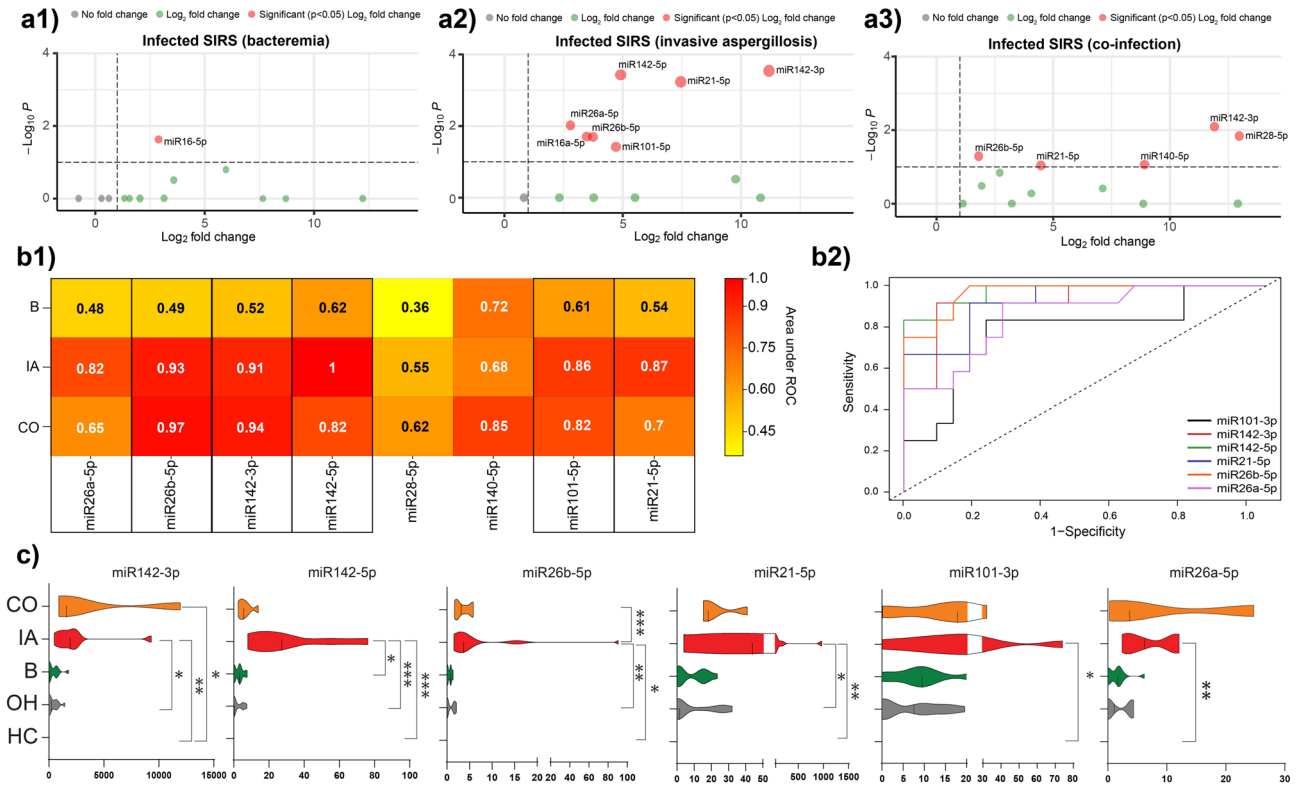 a1)
No fold change
Log2 fold change
Significant (p<0.05) Log2 fold change
Infected SIRS (bacteremia)
4
2
0
− Log10 P
miR16-5p
0
5
10
Log2 fold change
a2)
No fold change
Log2 fold change
Significant (p<0.05) Log2 fold change
Infected SIRS (invasive aspergillosis)
4
2
0
− Log10 P
miR142-5p
miR142-3p
miR21-5p
miR26a-5p
miR26b-5p
miR16a-5p
miR101-5p
0
5
10
Log2 fold change
a3)
No fold change
Log2 fold change
Significant (p<0.05) Log2 fold change
Infected SIRS (co-infection)
4
2
0
−Log10 P
miR142-3p
miR28-5p
miR26b-5p
miR21-5p
miR140-5p
0
5
10
Log2 fold change
b1)
B
0.48 0.49 0.52 0.62 0.36 0.72 0.61 0.54
IA
0.82 0.93 0.91 1 0.55 0.68 0.86 0.87
CO
0.65 0.97 0.94 0.82 0.62 0.85 0.82 0.7
miR26a-5p
miR26b-5p
miR142-3p
miR142-5p
miR28-5p
miR140-5p
miR101-5p
miR21-5p
1.0
0.90
0.75
0.60
0.45
Area under ROC
b2)
1.0
0.8
0.6
0.4
0.2
0.0
Sensitivity
miR101-3p
miR142-3p
miR142-5p
miR21-5p
miR26b-5p
miR26a-5p
0.0 0.2 0.4 0.6 0.8 1.0
1-Specificity
c)
miR142-3p
miR142-5p
miR26b-5p
miR21-5p
miR101-3p
miR26a-5p
CO
IA
B
OH
HC
*
**
*
*
***
***
***
**
*
*
**
*
**
0 5000 10000 15000
0 20 40 60 80 100
0 5 10 15 20 20 40 60 80 100
0 10 20 30 40 50 500 1000 1500
0 5 10 15 20 30 40 50 60 70 80
0 10 20 30